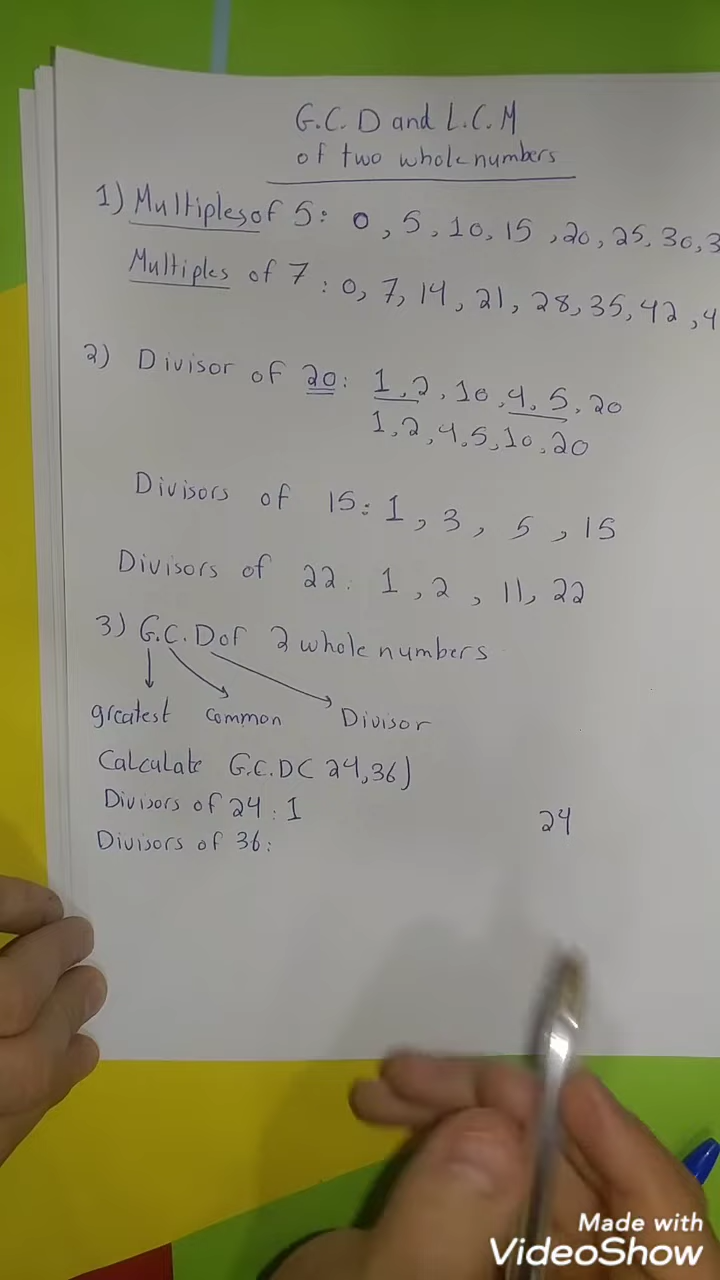 G.C.D and L.C.M
of two whole numbers
1) Multiples of 5: 0, 5, 10, 15, 20, 25, 30, 3
Multiples of 7: 0, 7, 14, 21, 28, 35, 42, 4
2) Divisor of 20: 1, 2, 10, 4, 5, 20
1, 2, 4, 5, 10, 20
Divisors of 15: 1, 3, 5, 15
Divisors of 22: 1, 2, 11, 22
3) G.C.D of 2 whole numbers
greatest common Divisor
Calculate G.C.D( 24,36)
Divisors of 24: 1 24
Divisors of 36:
Made with
VideoShow